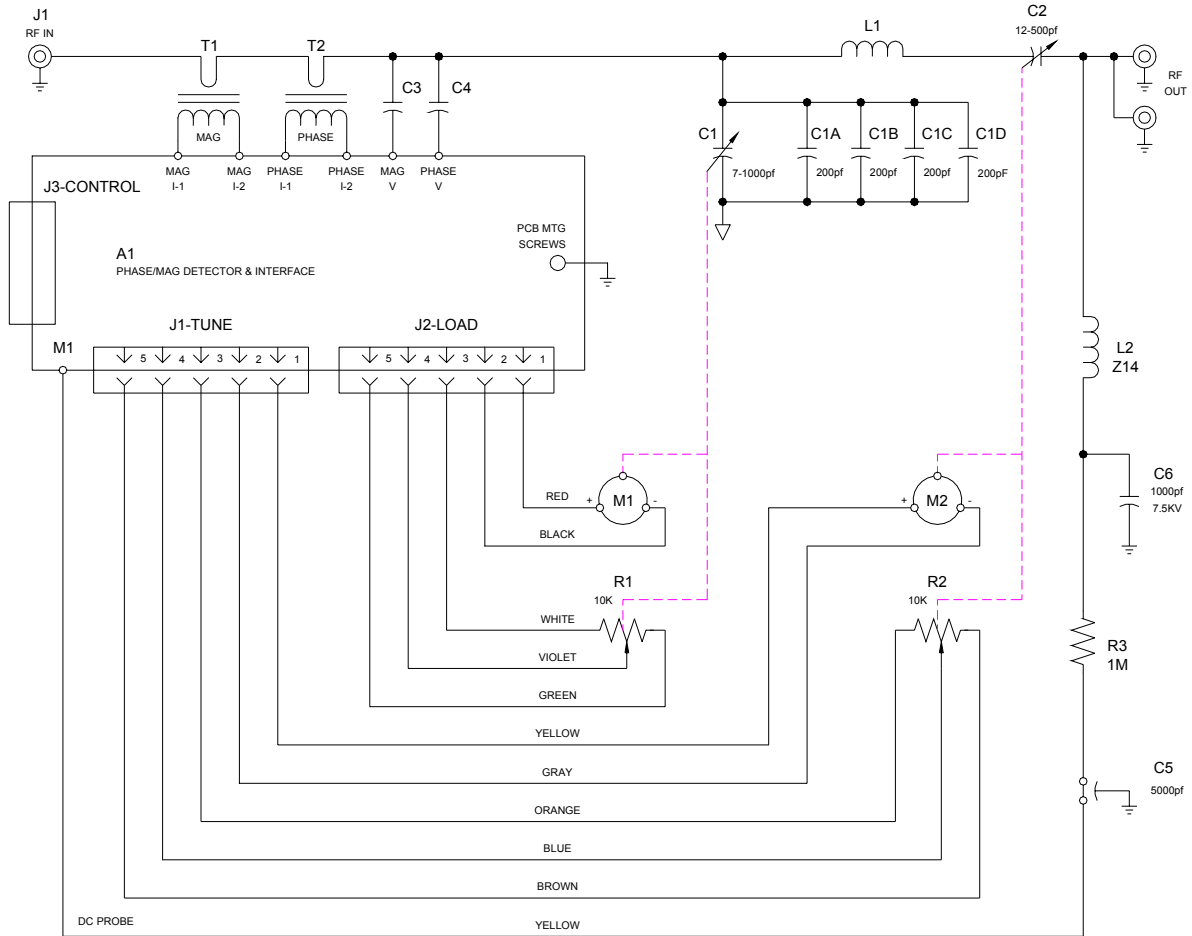 J1
RF IN
T1
T2
C3
C4
L1
C2
12-500pf
RF
OUT
MAG
PHASE
C1
7-1000pf
C1A
200pf
C1B
200pf
C1C
200pf
C1D
200pF
MAG
I-1
MAG
I-2
PHASE
I-1
PHASE
I-2
MAG
V
PHASE
V
J3-CONTROL
A1
PHASE/MAG DETECTOR & INTERFACE
PCB MTG
SCREWS
M1
J1-TUNE
5 4 3 2 1
J2-LOAD
5 4 3 2 1
L2
Z14
C6
1000pf
7.5KV
RED
+ M1 -
BLACK
+ M2 -
R1
10K
-
R2
10K
-
WHITE
VIOLET
GREEN
YELLOW
GRAY
ORANGE
BLUE
BROWN
R3
1M
C5
5000pf
DC PROBE
YELLOW